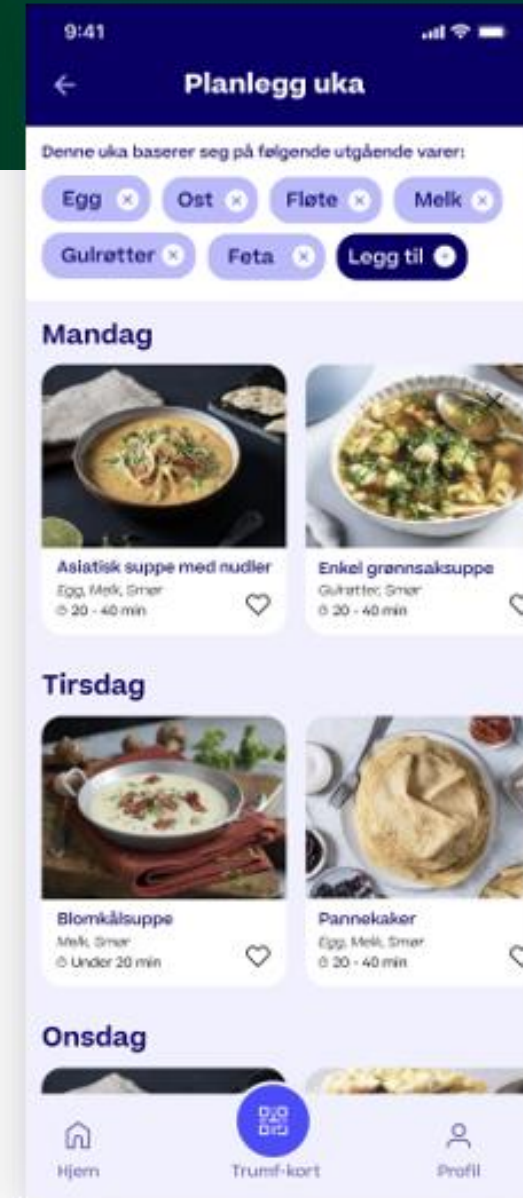 9:41
Planlegg uka
Denne uka baserer seg på følgende utgående varer:
Egg Ost Fløte Melk
Gulrøtter Feta Legg til
Mandag
Asiatisk suppe med nudler
Egg, Melk, Smør
20 - 40 min
Enkel grønnsaksuppe
Gulrøtter, Smør
20 - 40 min
Tirsdag
Blomkålsuppe
Melk, Smør
Under 20 min
Pannekaker
Egg, Melk, Smør
20 - 40 min
Onsdag
Hjem
Trumf-kort
Profil